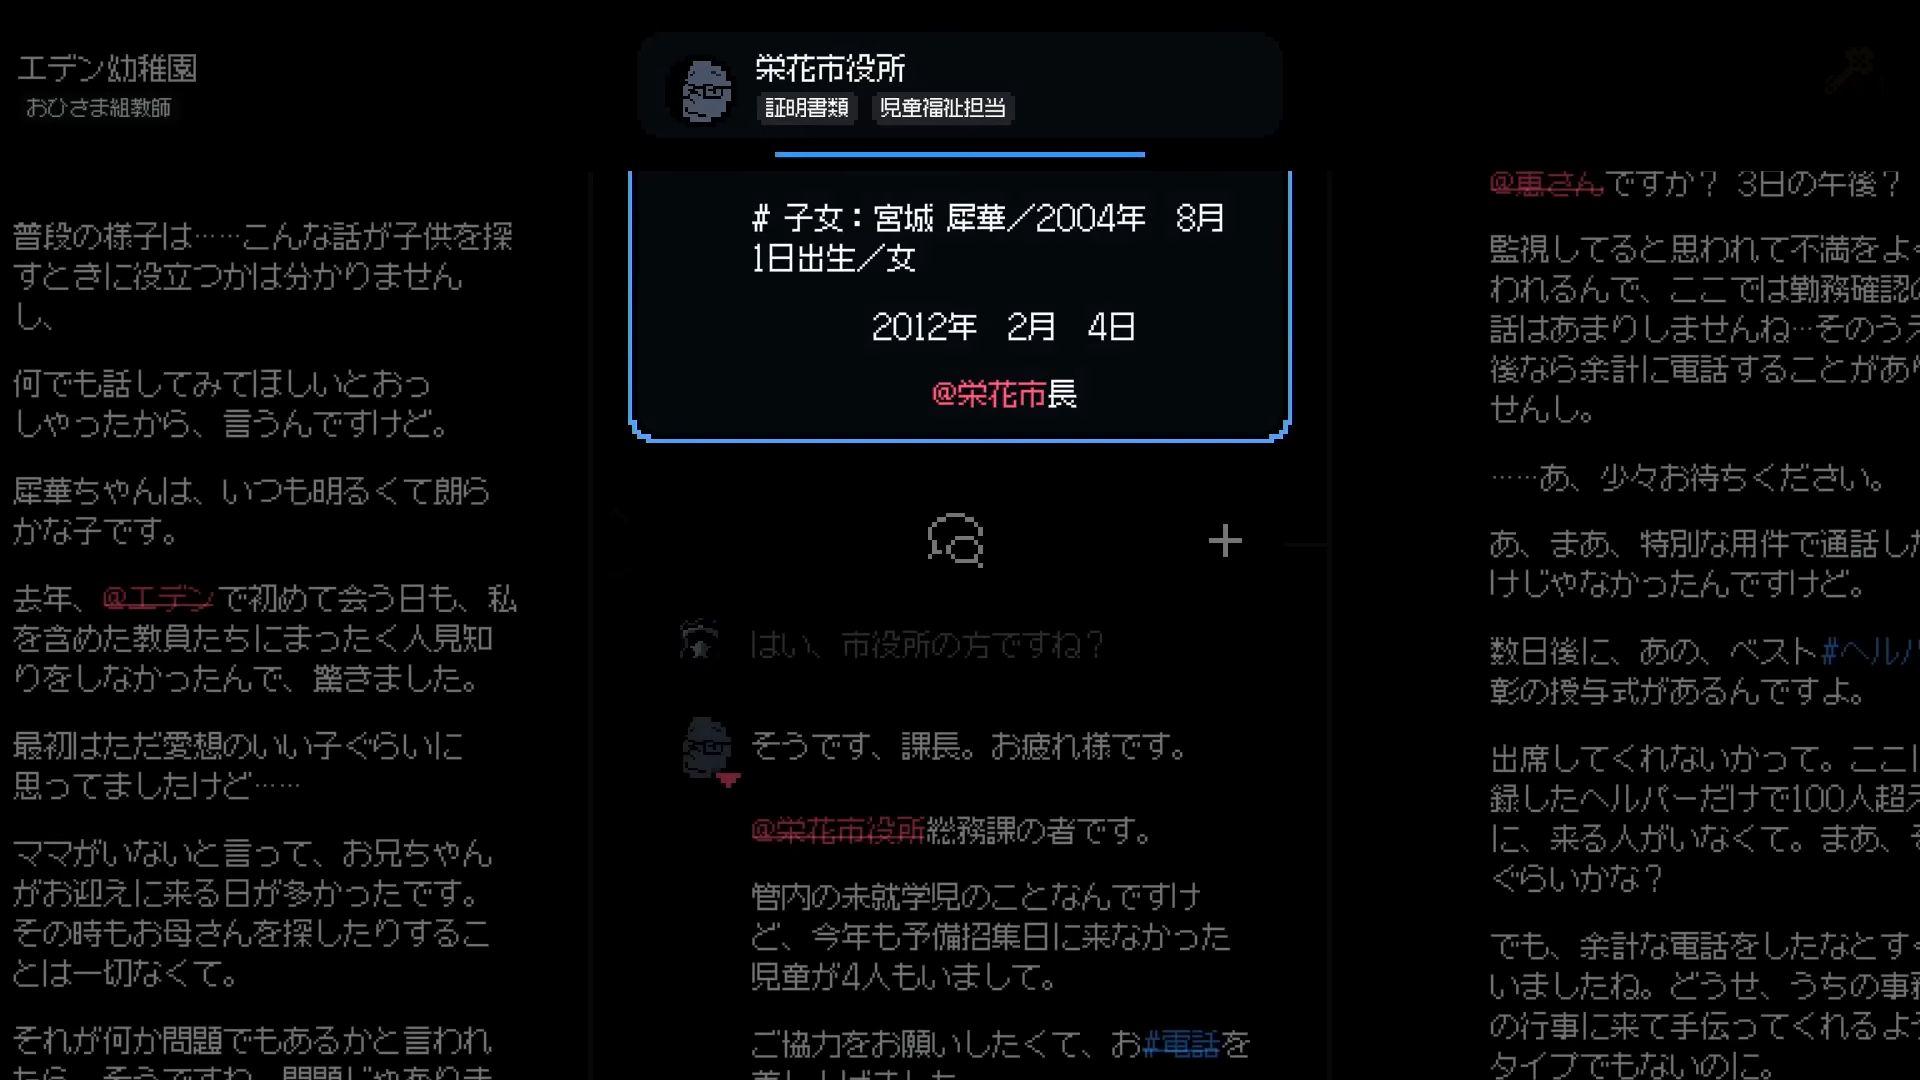 エデン幼稚園
おひさま組教師
普段の様子は……こんな話が子供を探
すときに役立つかは分かりません
し、
何でも話してみてほしいとおっ
しゃったから、言うんですけど。
犀華ちゃんは、いつも明るくて朗ら
かな子です。
去年、@エデンで初めて会う日も、私
を含めた教員たちにまったく人見知
りをしなかったんで、驚きました。
最初はただ愛想のいい子ぐらいに
思ってましたけど……
ママがいないと言って、お兄ちゃん
がお迎えに来る日が多かったです。
その時もお母さんを探したりするこ
とは一切なくて。
それが何か問題でもあるかと言われ
栄花市役所
証明書類
児童福祉担当
# 子女：宮城 犀華／2004年 8月
1日出生／女
2012年 2月 4日
@栄花市長
はい、市役所の方ですね？
そうです、課長。お疲れ様です。
@栄花市役所総務課の者です。
管内の未就学児のことなんですけ
ど、今年も予備招集日に来なかった
児童が4人もいまして。
ご協力をお願いしたくて、お#電話を
@恵さんですか？ 3日の午後？
監視してると思われて不満をよ
われるんで、ここでは勤務確認の
話はあまりしませんね…そのうえ
後なら余計に電話することがあり
せんし。
……あ、少々お待ちください。
あ、まあ、特別な用件で通話した
けじゃなかったんですけど。
数日後に、あの、ベスト#ヘルパ
彰の授与式があるんですよ。
出席してくれないかって。ここに
録したヘルパーだけで100人超え
に、来る人がいなくて。まあ、そ
ぐらいかな？
でも、余計な電話をしたなとすぐ
いましたね。どうせ、うちの事務
の行事に来て手伝ってくれるよう
タイプでもないのに。